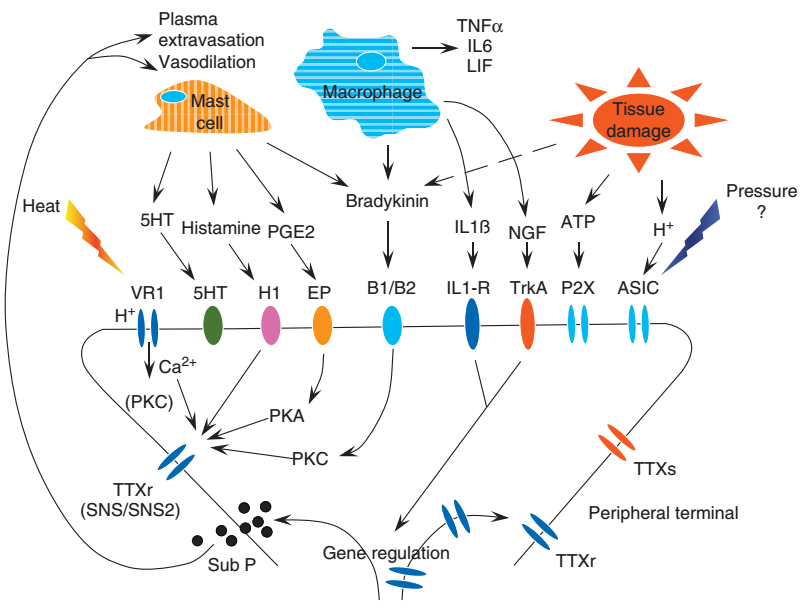 Plasma
extravasation
Vasodilation
TNFα
IL6
LIF
Mast
cell
Macrophage
Tissue
damage
Heat
Pressure
?
5HT
Histamine
PGE2
Bradykinin
IL1ß
NGF
ATP
H+
VR1
5HT
H1
EP
B1/B2
IL1-R
TrkA
P2X
ASIC
H+
Ca2+
(PKC)
PKA
PKC
TTXr
(SNS/SNS2)
TTXs
Peripheral terminal
Sub P
Gene regulation
TTXr